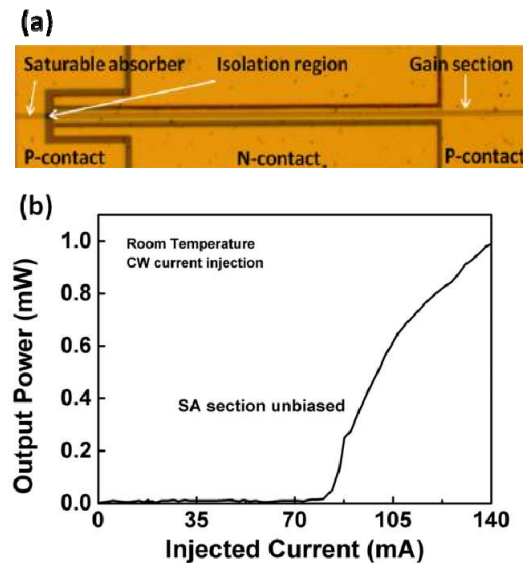 (a)
Saturable absorber Isolation region Gain section
P-contact N-contact P-contact
(b)
Output Power (mW)
1.0
0.8
0.6
0.4
0.2
0.0
Room Temperature
CW current injection
SA section unbiased
0 35 70 105 140
Injected Current (mA)